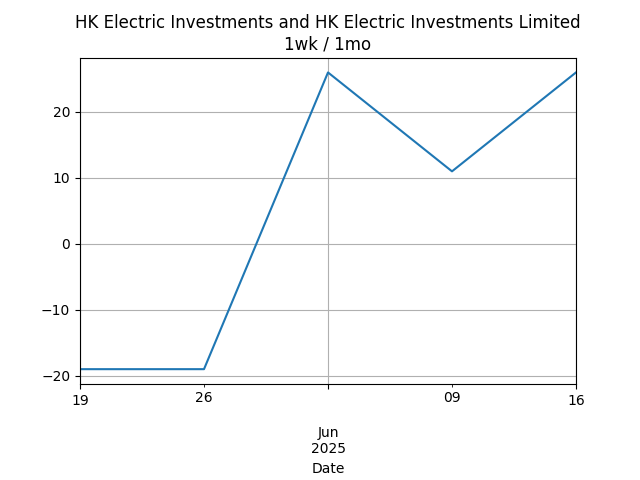 HK Electric Investments and HK Electric Investments Limited
1wk / 1mo
20
10
0
−10
−20
19
26
09
16
Jun
2025
Date